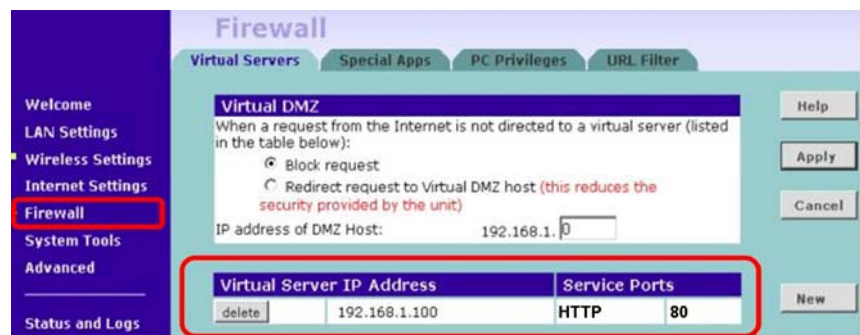 Firewall
Virtual Servers
Special Apps
PC Privileges
URL Filter
Welcome
LAN Settings
Wireless Settings
Internet Settings
Firewall
System Tools
Advanced
Status and Logs
Virtual DMZ
When a request from the Internet is not directed to a virtual server (listed
in the table below):
Block request
Redirect request to Virtual DMZ host (this reduces the
security provided by the unit)
IP address of DMZ Host: 192.168.1. 0
Virtual Server IP Address Service Ports
delete 192.168.1.100 HTTP 80
Help
Apply
Cancel
New